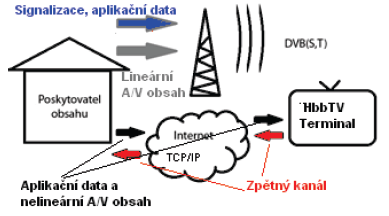 Signalizace, aplikační data
DVB(S,T)
Lineární
A/V obsah
Poskytovatel
obsahu
HbbTV
Terminal
Internet
TCP/IP
Aplikační data a
nelineární A/V obsah
Zpětný kanál